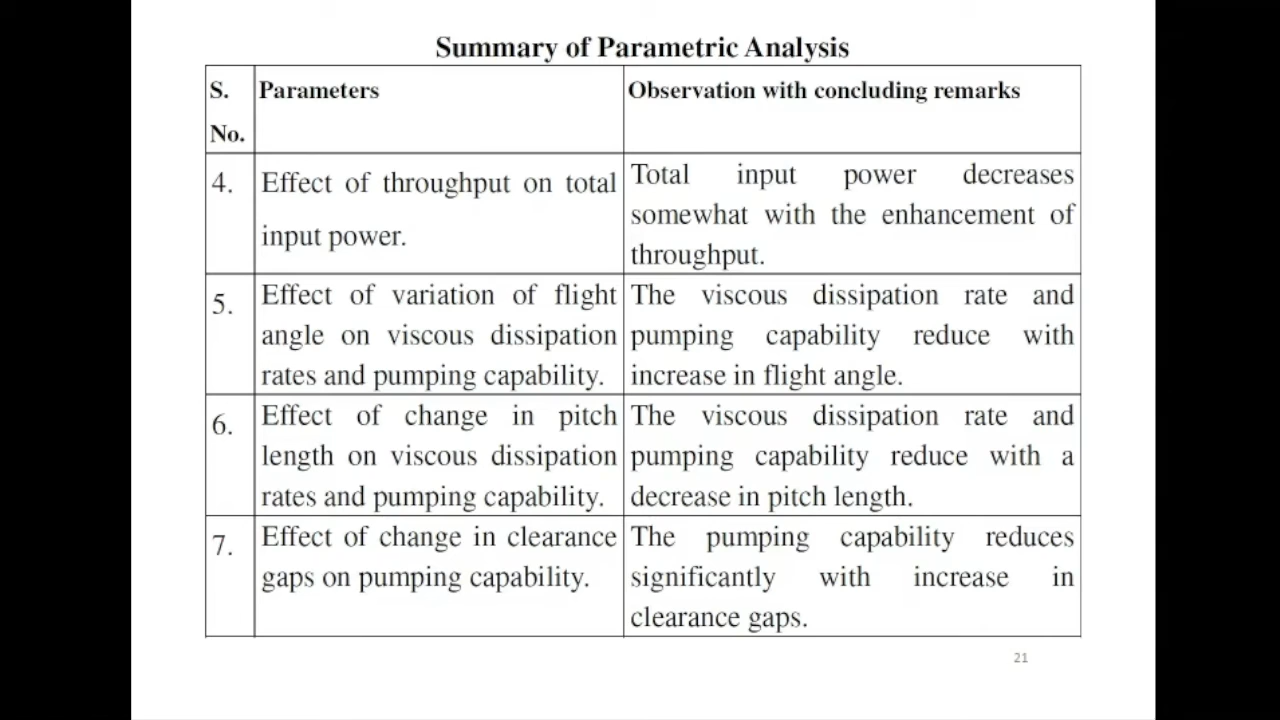 Summary of Parametric Analysis
S.
No.
Parameters
Observation with concluding remarks
4.
Effect of throughput on total
input power.
Total input power decreases
somewhat with the enhancement of
throughput.
5.
Effect of variation of flight
angle on viscous dissipation
rates and pumping capability.
The viscous dissipation rate and
pumping capability reduce with
increase in flight angle.
6.
Effect of change in pitch
length on viscous dissipation
rates and pumping capability.
The viscous dissipation rate and
pumping capability reduce with a
decrease in pitch length.
7.
Effect of change in clearance
gaps on pumping capability.
The pumping capability reduces
significantly with increase in
clearance gaps.
21